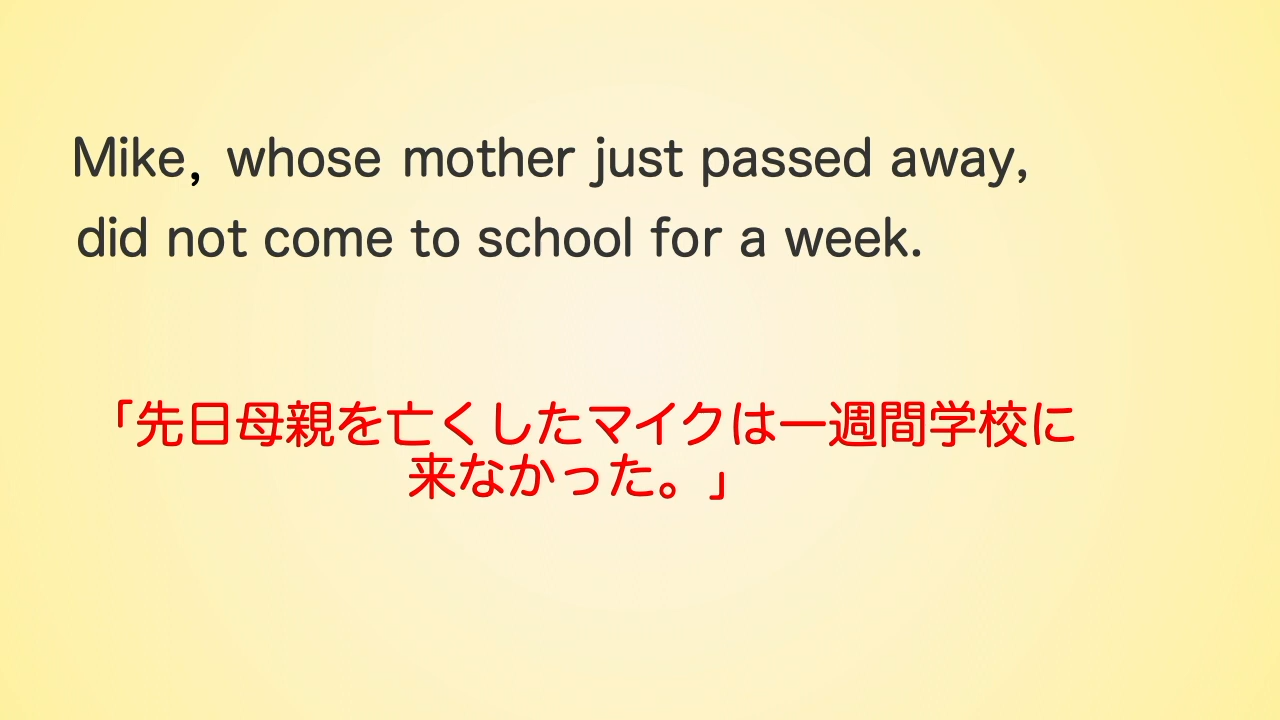 Mike, whose mother just passed away,
did not come to school for a week.
「先日母親を亡くしたマイクは一週間学校に
来なかった。」